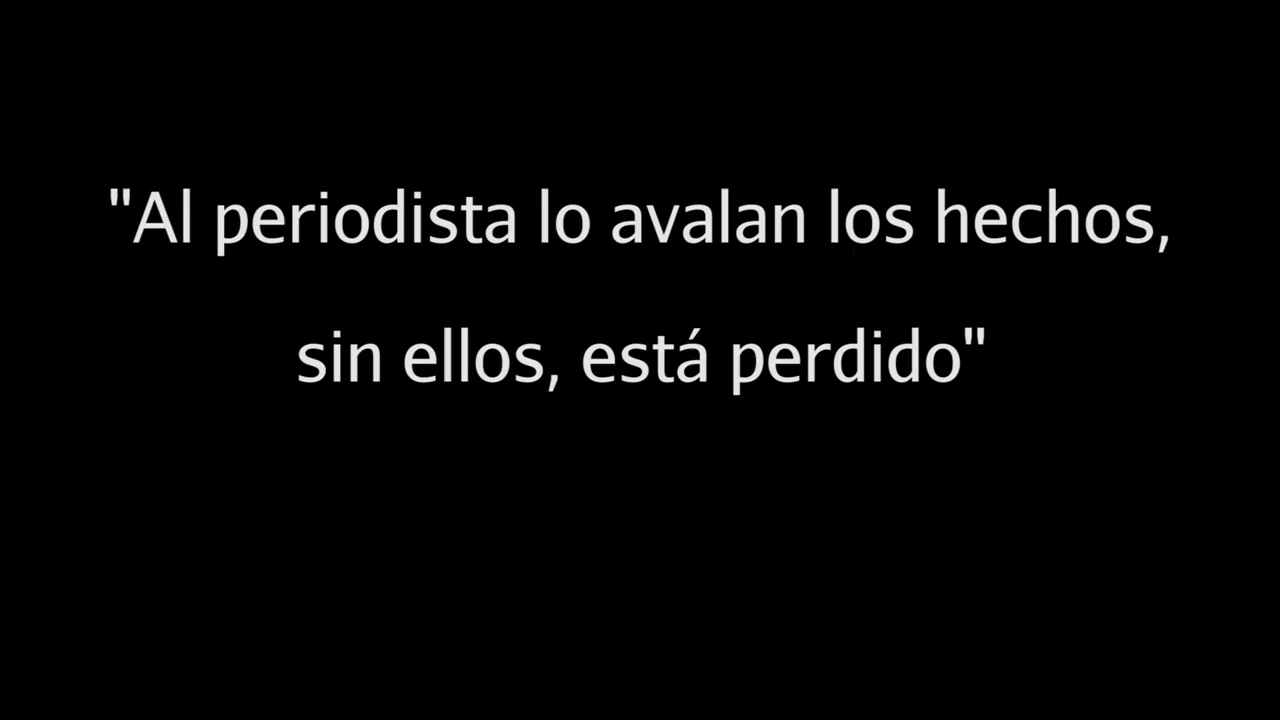 "Al periodista lo avalan los hechos,
sin ellos, está perdido"